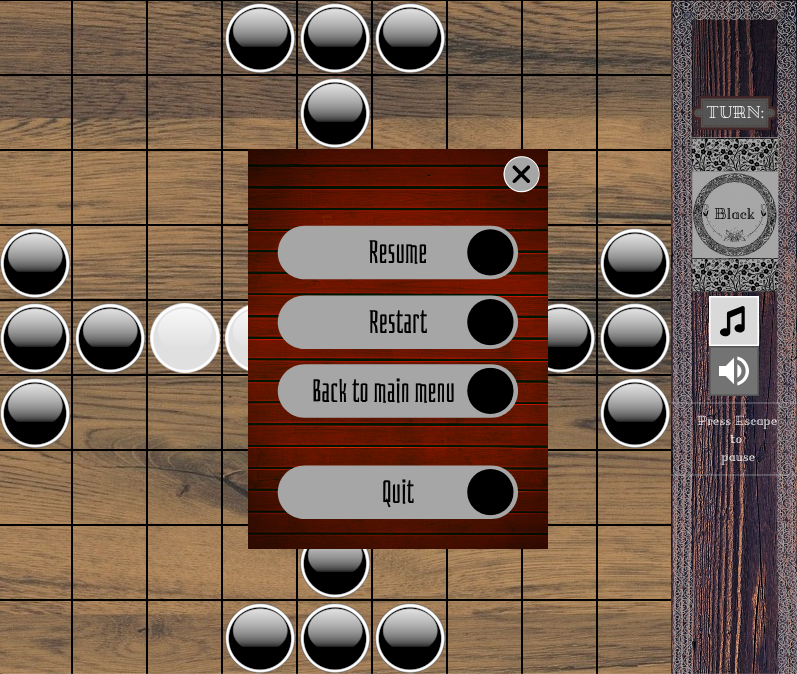 TURN:
Black
Resume
Restart
Back to main menu
Quit
Press Escape
to
pause